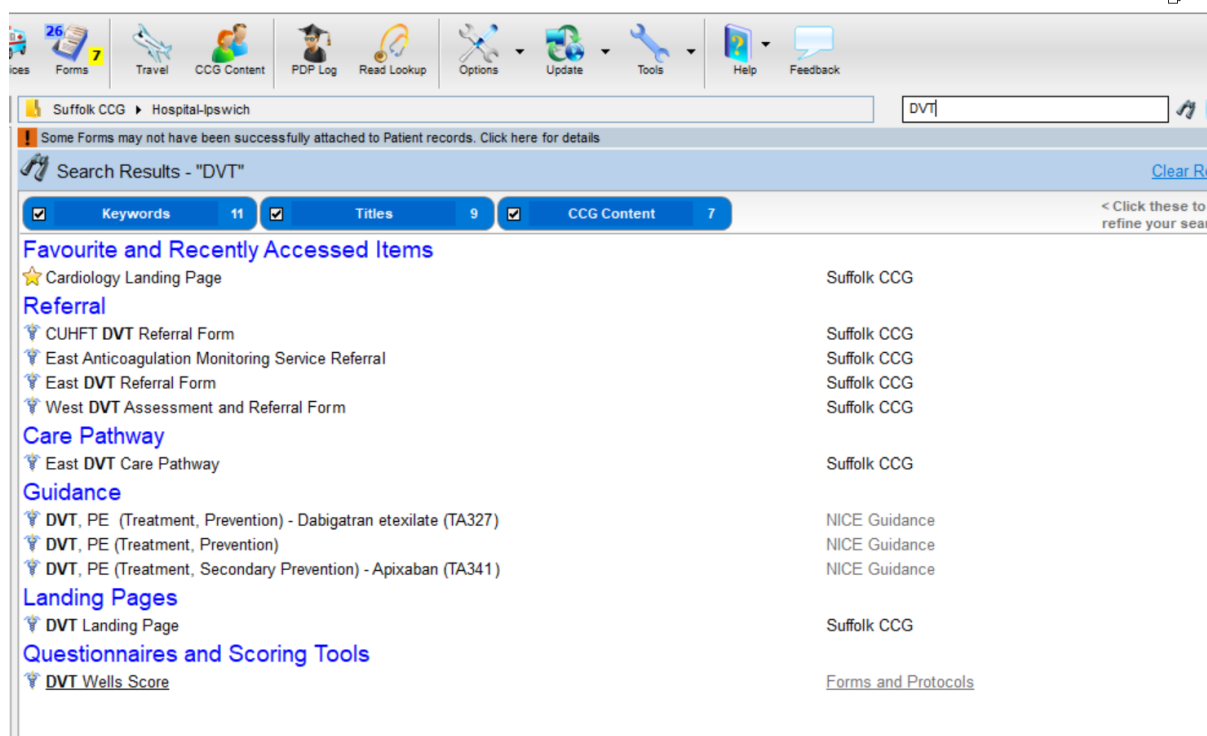 26
7
ices Forms Travel CCG Content PDP Log Read Lookup Options Update Tools Help Feedback
Suffolk CCG Hospital-Ipswich DVT
! Some Forms may not have been successfully attached to Patient records. Click here for details
Search Results - "DVT" Clear Re
Keywords 11 Titles 9 CCG Content 7 < Click these to
refine your sear
Favourite and Recently Accessed Items
Cardiology Landing Page Suffolk CCG
Referral
CUHFT DVT Referral Form Suffolk CCG
East Anticoagulation Monitoring Service Referral Suffolk CCG
East DVT Referral Form Suffolk CCG
West DVT Assessment and Referral Form Suffolk CCG
Care Pathway
East DVT Care Pathway Suffolk CCG
Guidance
DVT, PE (Treatment, Prevention) - Dabigatran etexilate (TA327) NICE Guidance
DVT, PE (Treatment, Prevention) NICE Guidance
DVT, PE (Treatment, Secondary Prevention) - Apixaban (TA341) NICE Guidance
Landing Pages
DVT Landing Page Suffolk CCG
Questionnaires and Scoring Tools
DVT Wells Score Forms and Protocols